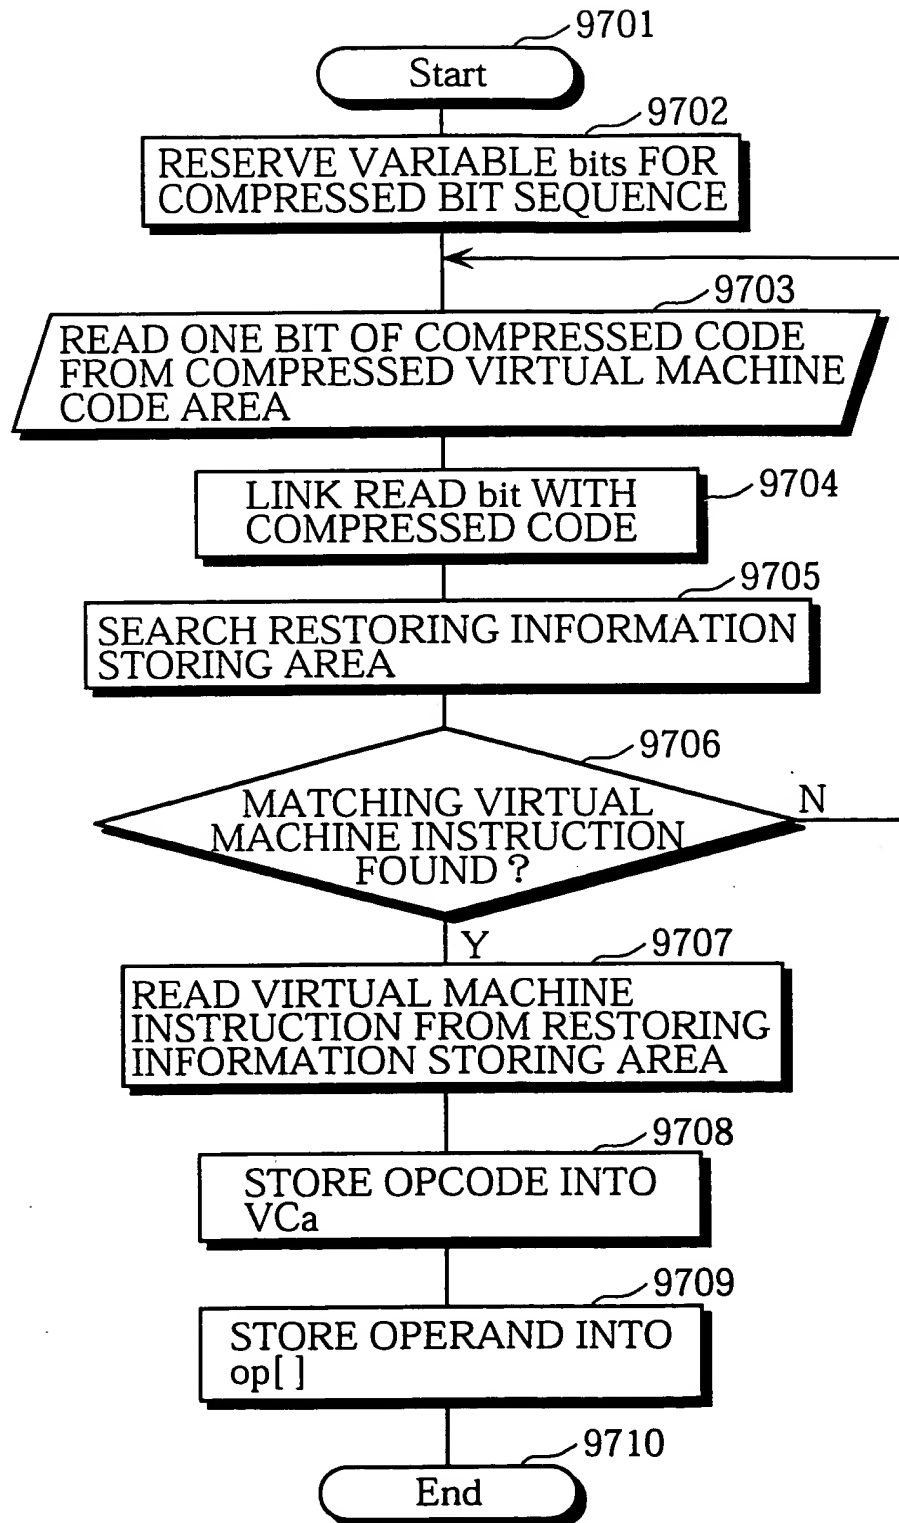 9701
Start
9702
RESERVE VARIABLE bits FOR
COMPRESSED BIT SEQUENCE
9703
READ ONE BIT OF COMPRESSED CODE
FROM COMPRESSED VIRTUAL MACHINE
CODE AREA
LINK READ bit WITH
COMPRESSED CODE
9704
9705
SEARCH RESTORING INFORMATION
STORING AREA
9706
MATCHING VIRTUAL
MACHINE INSTRUCTION
FOUND ?
N
Y
9707
READ VIRTUAL MACHINE
INSTRUCTION FROM RESTORING
INFORMATION STORING AREA
9708
STORE OPCODE INTO
VCa
9709
STORE OPERAND INTO
op[ ]
9710
End